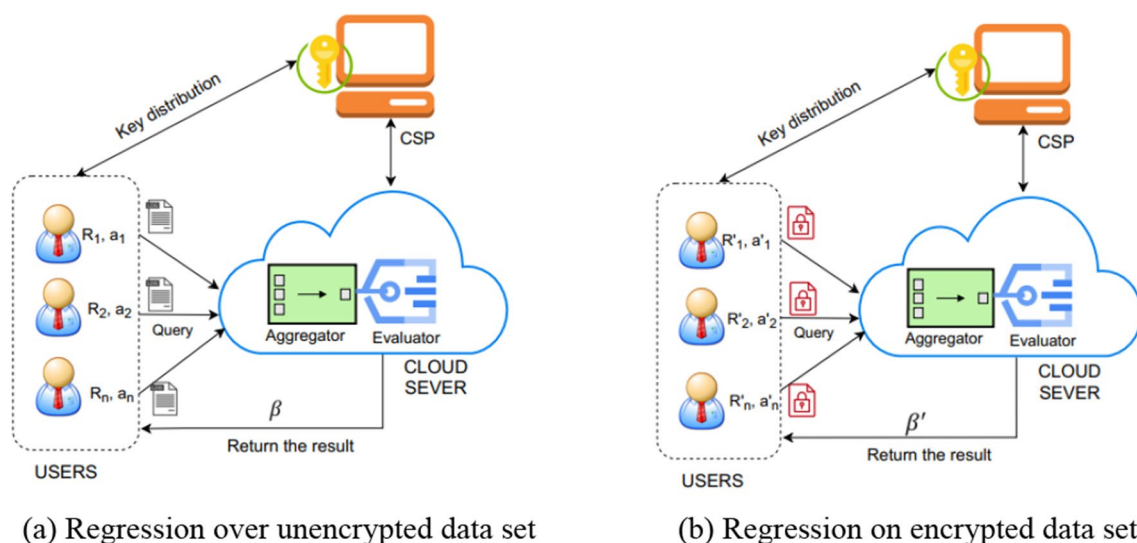 Key distribution
CSP
R1, a1
R2, a2
Query
Rn, an
Aggregator
Evaluator
CLOUD
SEVER
β
Return the result
USERS
(a) Regression over unencrypted data set
Key distribution
CSP
R'1, a'1
R'2, a'2
Query
R'n, a'n
Aggregator
Evaluator
CLOUD
SEVER
β'
Return the result
USERS
(b) Regression on encrypted data set